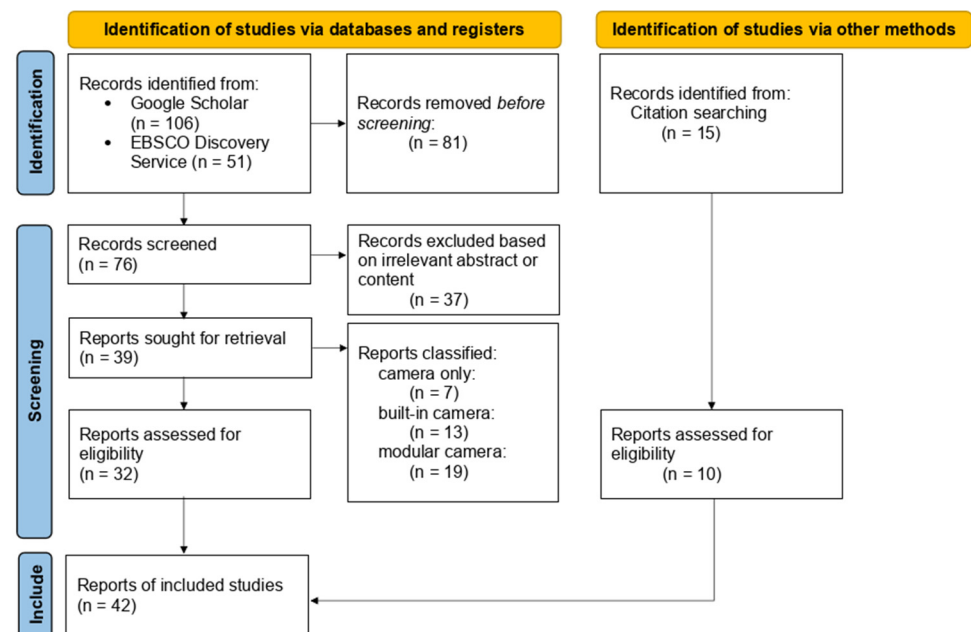 Identification of studies via databases and registers
Identification of studies via other methods
Identification
Records identified from:
• Google Scholar
(n = 106)
• EBSCO Discovery
Service (n = 51)
Records removed before
screening:
(n = 81)
Records identified from:
Citation searching
(n = 15)
Screening
Records screened
(n = 76)
Records excluded based
on irrelevant abstract or
content
(n = 37)
Reports sought for retrieval
(n = 39)
Reports classified:
camera only:
(n = 7)
built-in camera:
(n = 13)
modular camera:
(n = 19)
Reports assessed for
eligibility
(n = 32)
Reports assessed for
eligibility
(n = 10)
Include
Reports of included studies
(n = 42)